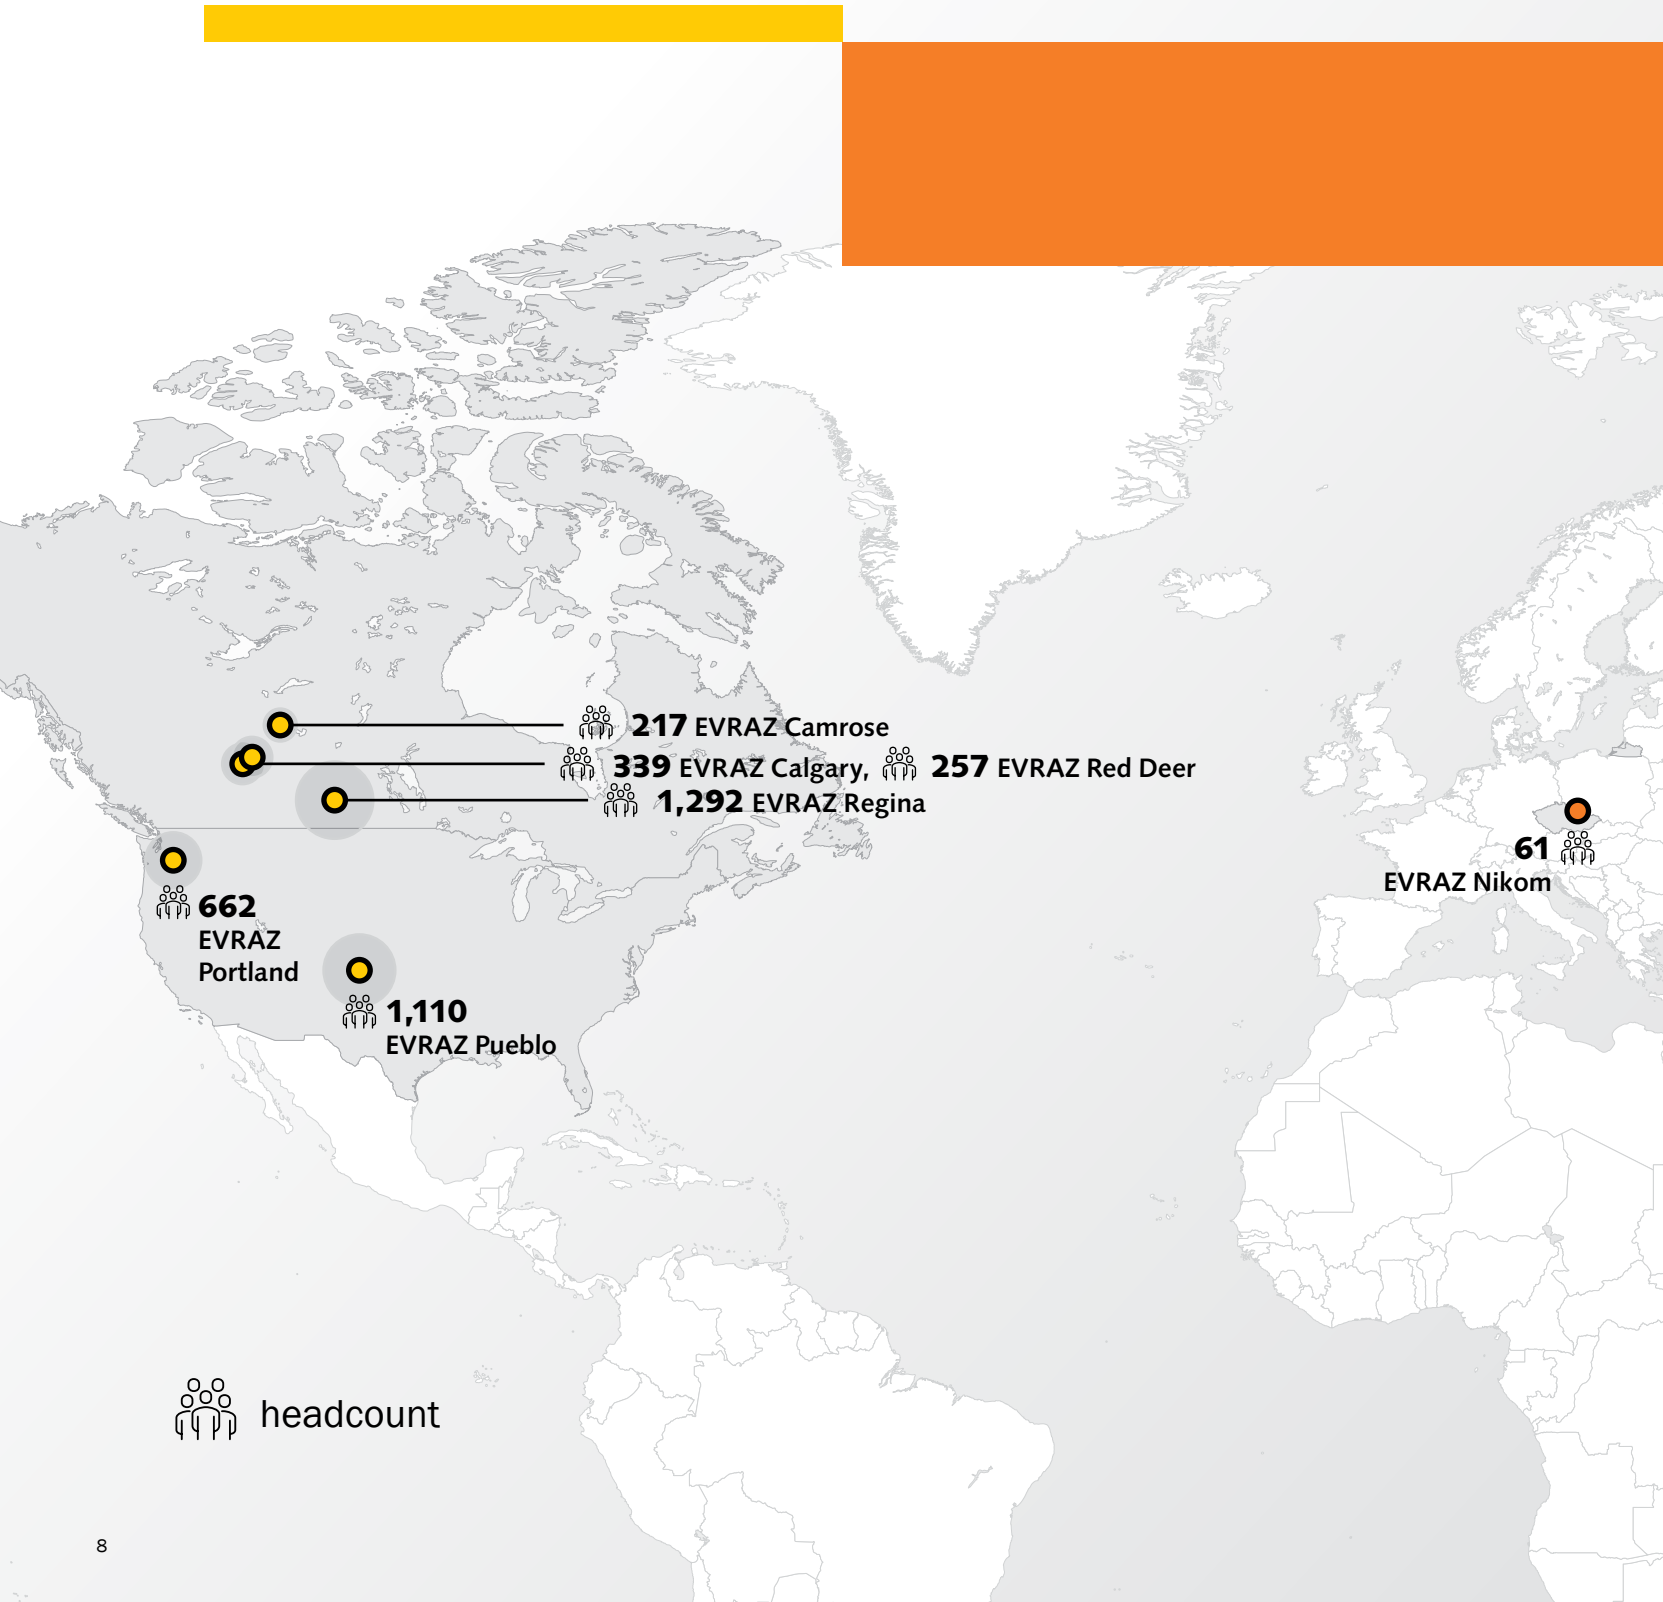 217 EVRAZ Camrose
339 EVRAZ Calgary, 257 EVRAZ Red Deer
1,292 EVRAZ Regina
61
EVRAZ Nikom
662
EVRAZ
Portland
1,110
EVRAZ Pueblo
headcount
8